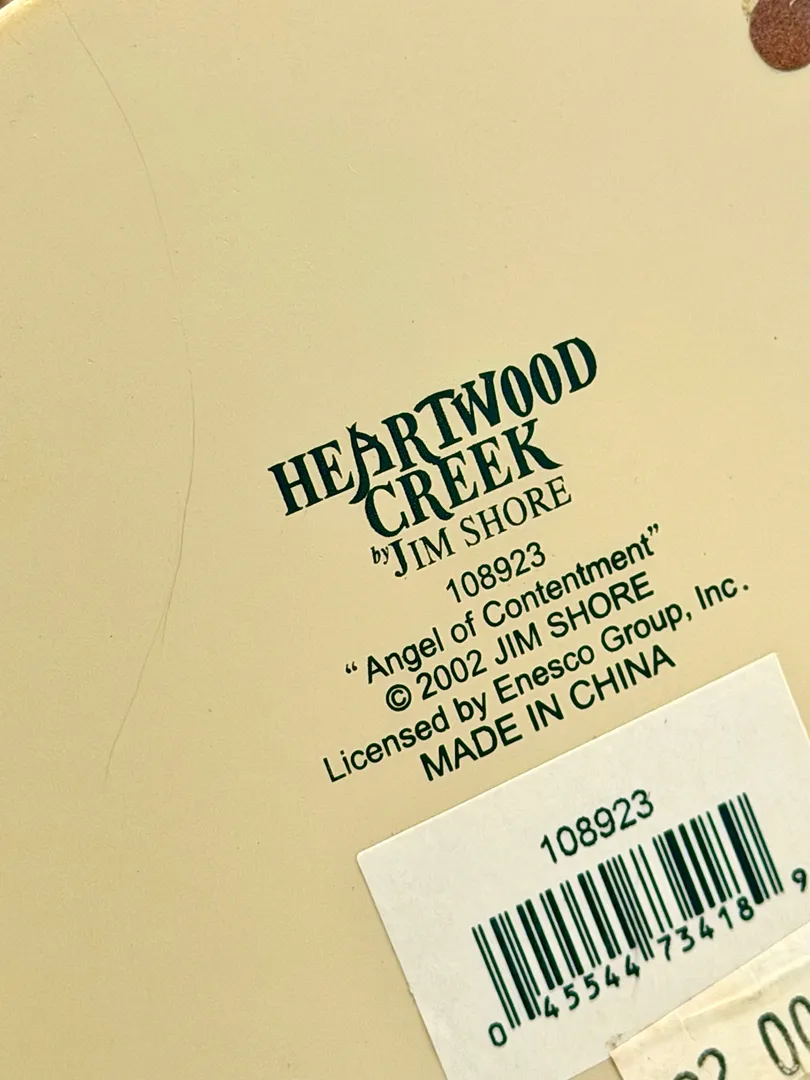 HEARTWOOD
CREEK
by JIM SHORE
108923
“Angel of Contentment”
© 2002 JIM SHORE
Licensed by Enesco Group, Inc.
MADE IN CHINA
108923
0 45544 73418 9